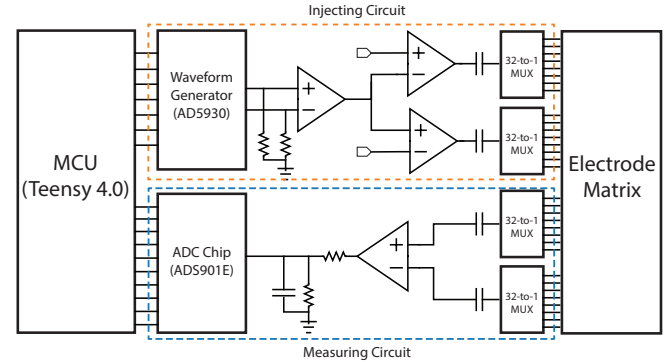 Injecting Circuit
MCU
(Teensy 4.0)
Waveform
Generator
(AD5930)
+
−
+
−
+
−
32-to-1
MUX
32-to-1
MUX
Electrode
Matrix
ADC Chip
(ADS901E)
+
−
32-to-1
MUX
32-to-1
MUX
Measuring Circuit